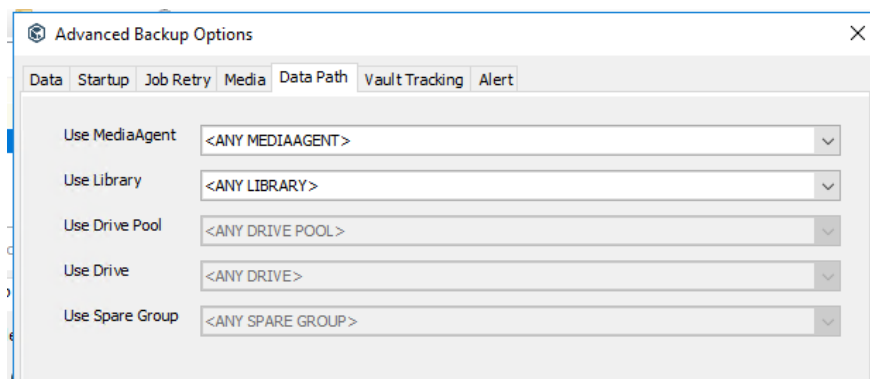 Advanced Backup Options
Data Startup Job Retry Media Data Path Vault Tracking Alert
Use MediaAgent <ANY MEDIAAGENT>
Use Library <ANY LIBRARY>
Use Drive Pool <ANY DRIVE POOL>
Use Drive <ANY DRIVE>
Use Spare Group <ANY SPARE GROUP>